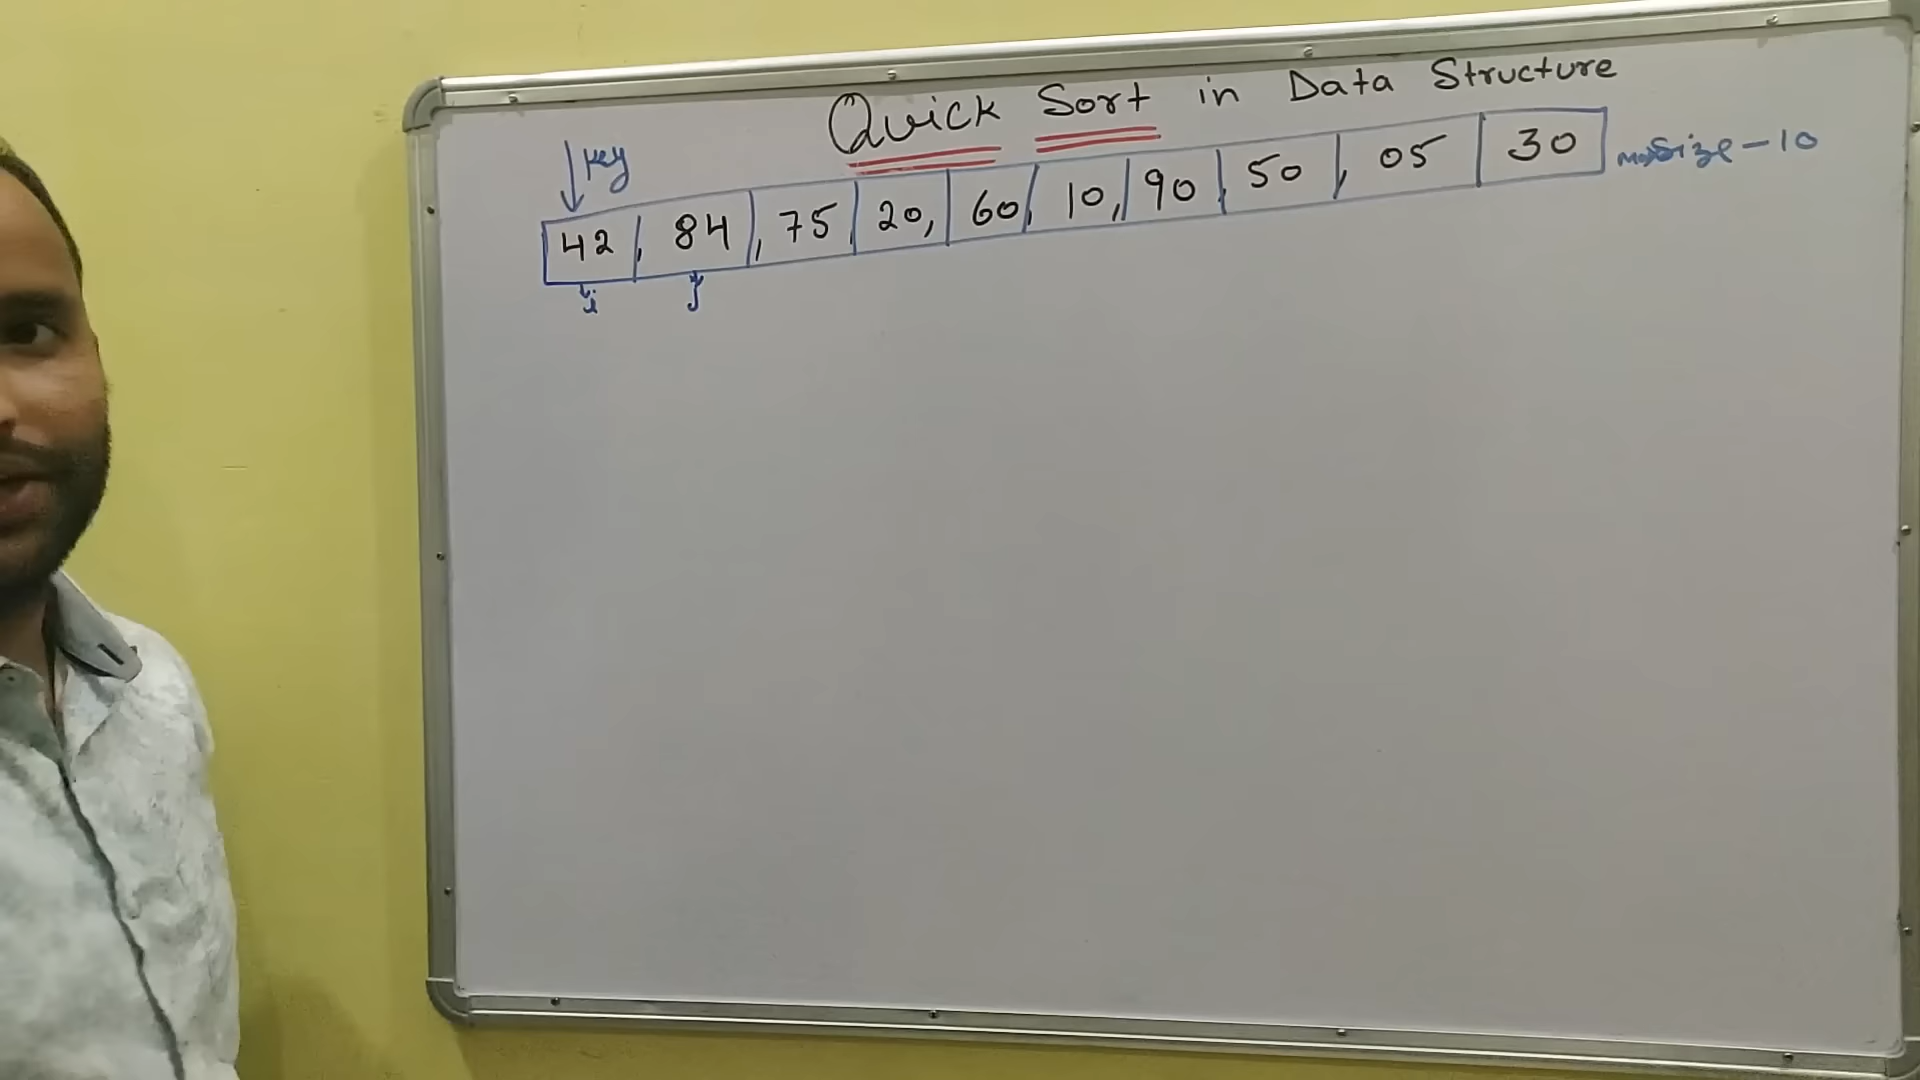 Quick Sort in Data Structure
key
42, 84, 75, 20, 60, 10, 90, 50, 05 30
size-10
i j